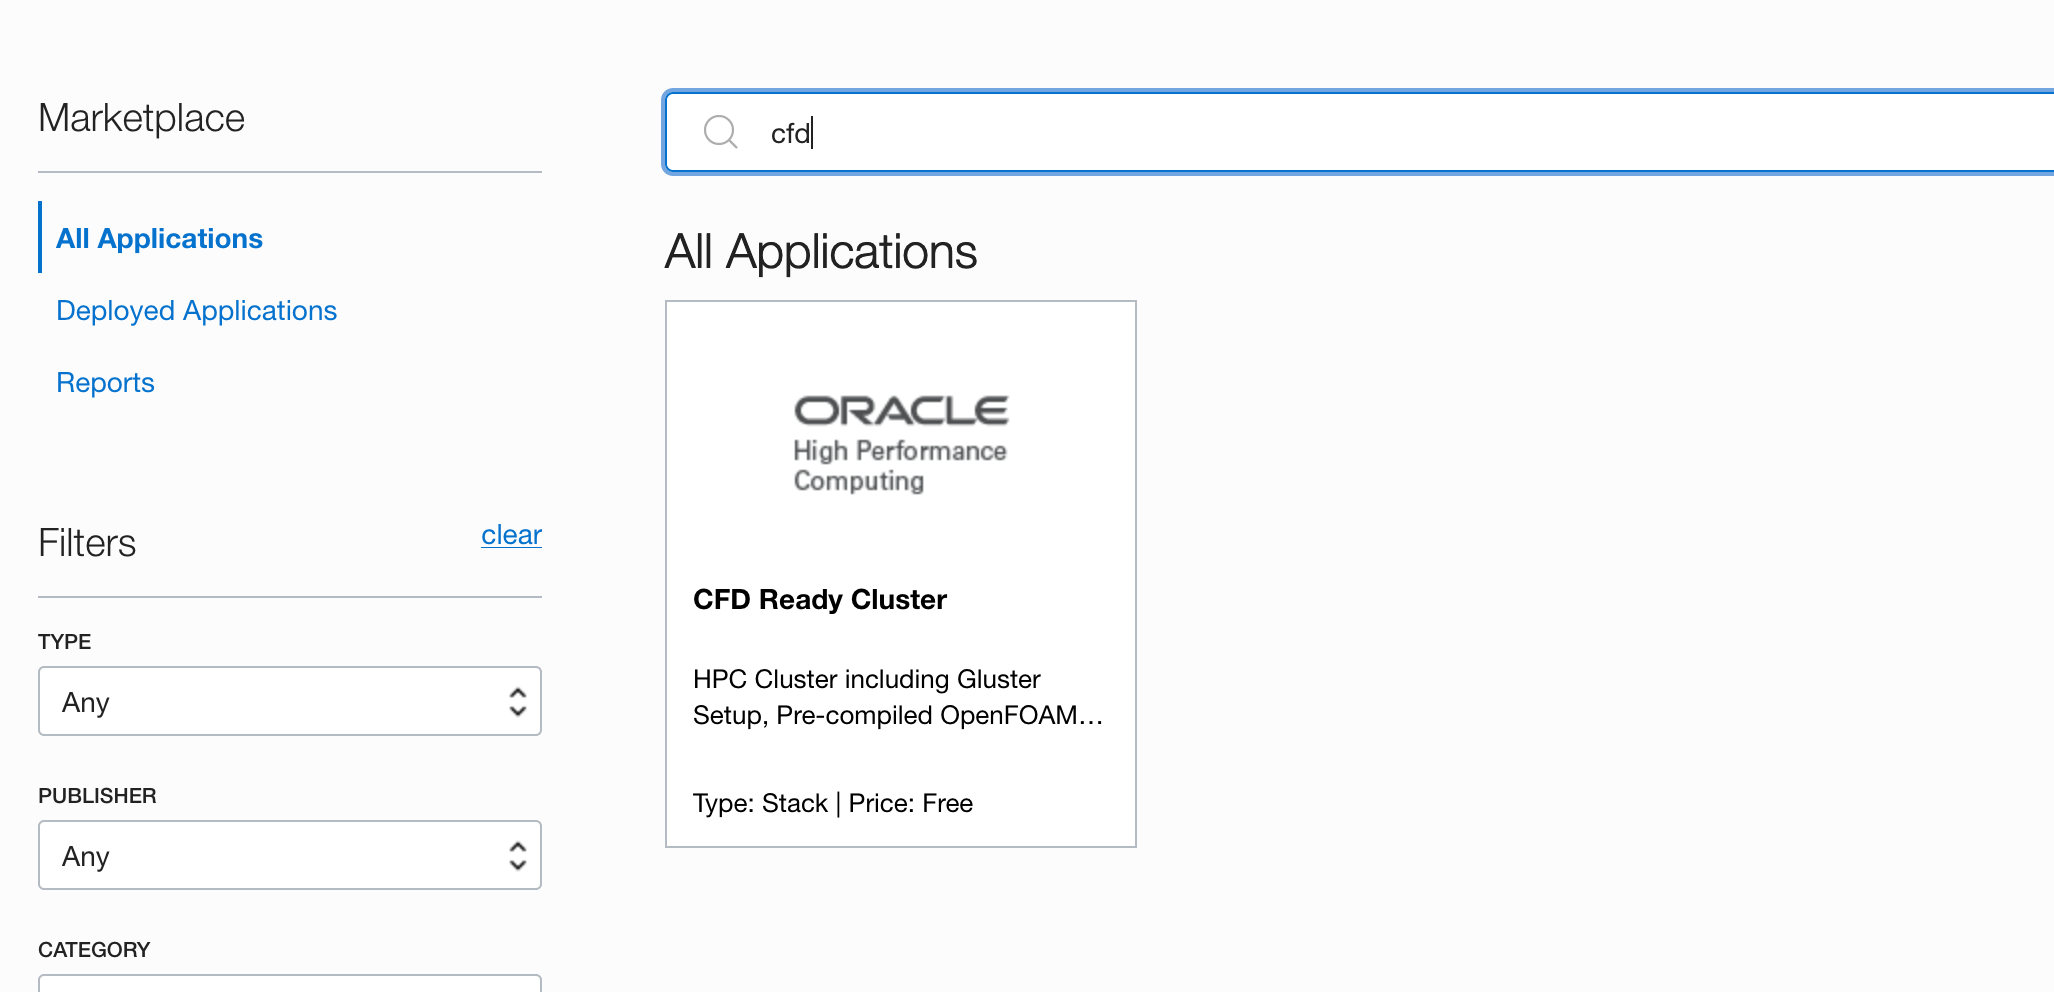 Marketplace
All Applications
Deployed Applications
Reports
Filters
clear
TYPE
Any
PUBLISHER
Any
CATEGORY
cfd
All Applications
ORACLE
High Performance
Computing
CFD Ready Cluster
HPC Cluster including Gluster
Setup, Pre-compiled OpenFOAM...
Type: Stack | Price: Free